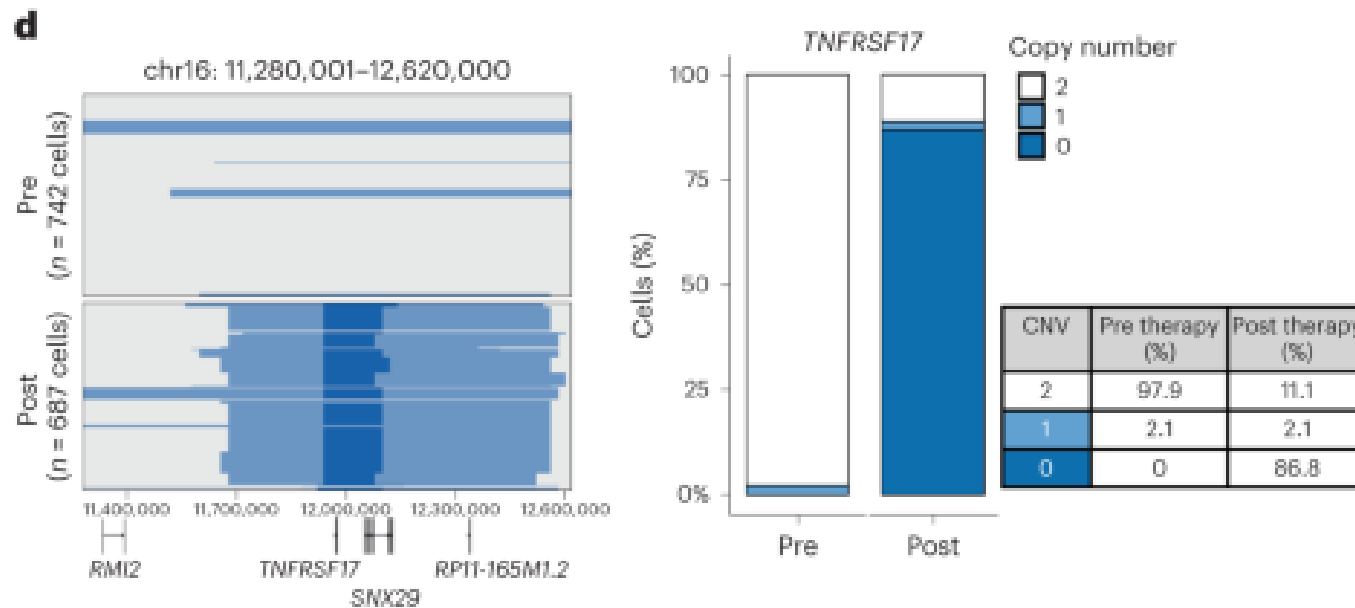 d
chr16: 11,280,001–12,620,000
Pre
(n = 742 cells)
Post
(n = 687 cells)
11,400,000 11,700,000 12,000,000 12,300,000 12,600,000
RMI2 TNFRSF17 RP11-165M1.2
SNX29
TNFRSF17
Cells (%)
100
75
50
25
0%
Pre Post
Copy number
2
1
0
CNV Pre therapy (%) Post therapy (%)
2 97.9 11.1
1 2.1 2.1
0 0 86.8